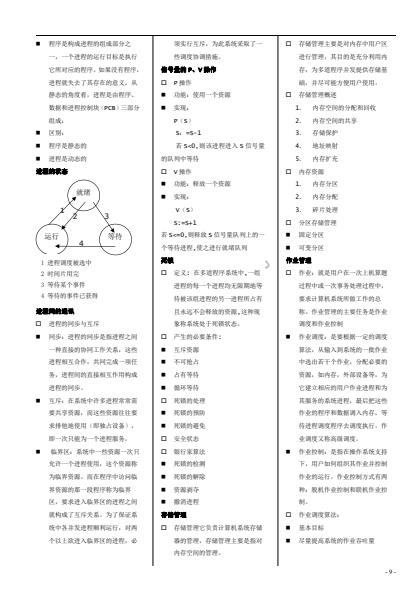 ■ 程序是构成进程的组成部分之
一，一个进程的运行目标是执行
它所对应的程序。如果没有程序，
进程就失去了其存在的意义。从
静态的角度看，进程是由程序、
数据和进程控制块（PCB）三部分
组成；
■ 区别：
■ 程序是静态的
■ 进程是动态的
进程的状态
就绪
1
2
3
运行
4
等待
1 进程调度被选中
2 时间片用完
3 等待某个事件
4 等待的事件已获得
进程间的通讯
□ 进程的同步与互斥
■ 同步：进程的同步是指进程之间
一种直接的协同工作关系，这些
进程相互合作，共同完成一项任
务。进程间的直接相互作用构成
进程的同步。
■ 互斥：在系统中许多进程常常需
要共享资源，而这些资源往往要
求排他地使用（即独占设备），
即一次只能为一个进程服务。
■ 临界区：系统中一些资源一次只
允许一个进程使用，这个资源称
为临界资源。而在程序中访问临
界资源的那一段程序称为临界
区。要求进入临界区的进程之间
就构成了互斥关系。为了保证系
统中各并发进程顺利运行，对两
个以上欲进入临界区的进程，必
须实行互斥，为此系统采取了一
些调度协调措施。
信号量的 P、V 操作
□ P 操作
■ 功能：使用一个资源
■ 实现：
P（S）
S：=S-1
若 S<0,则该进程进入 S 信号量
的队列中等待
□ V 操作
■ 功能：释放一个资源
■ 实现：
V（S）
S:=S+1
若 S<=0,则释放 S 信号量队列上的一
个等待进程,使之进行就绪队列
死锁
□ 定义：在多道程序系统中,一组
进程的每一个进程均无限期地等
待被该组进程的另一进程所占有
且永远不会释放的资源,这种现
象称系统处于死锁状态。
□ 产生的必要条件：
■ 互斥资源
■ 不可抢占
■ 占有等待
■ 循环等待
□ 死锁的处理
■ 死锁的预防
■ 死锁的避免
□ 安全状态
□ 银行家算法
■ 死锁的检测
■ 死锁的解除
■ 资源剥夺
■ 撤消进程
存储管理
□ 存储管理它负责计算机系统存储
器的管理。存储管理主要是指对
内存空间的管理。
□ 存储管理主要是对内存中用户区
进行管理，其目的是充分利用内
存，为多道程序并发提供存储基
础，并尽可能方便用户使用。
□ 存储管理概述
1. 内存空间的分配和回收
2. 内存空间的共享
3. 存储保护
4. 地址映射
5. 内存扩充
□ 内存资源
1. 内存分区
2. 内存分配
3. 碎片处理
□ 分区存储管理
■ 固定分区
■ 可变分区
作业管理
□ 作业：就是用户在一次上机算题
过程中或一次事务处理过程中，
要求计算机系统所做工作的总
称。作业管理的主要任务是作业
调度和作业控制
■ 作业调度：是要根据一定的调度
算法，从输入到系统的一批作业
中选出若干个作业，分配必要的
资源，如内存、外部设备等，为
它建立相应的用户作业进程和为
其服务的系统进程，最后把这些
作业的程序和数据调入内存，等
待进程调度程序去调度执行。作
业调度又称高级调度。
■ 作业控制：是指在操作系统支持
下，用户如何组织其作业并控制
作业的运行。作业控制方式有两
种：脱机作业控制和联机作业控
制。
□ 作业调度算法：
■ 基本目标
■ 尽量提高系统的作业吞吐量
- 9 -